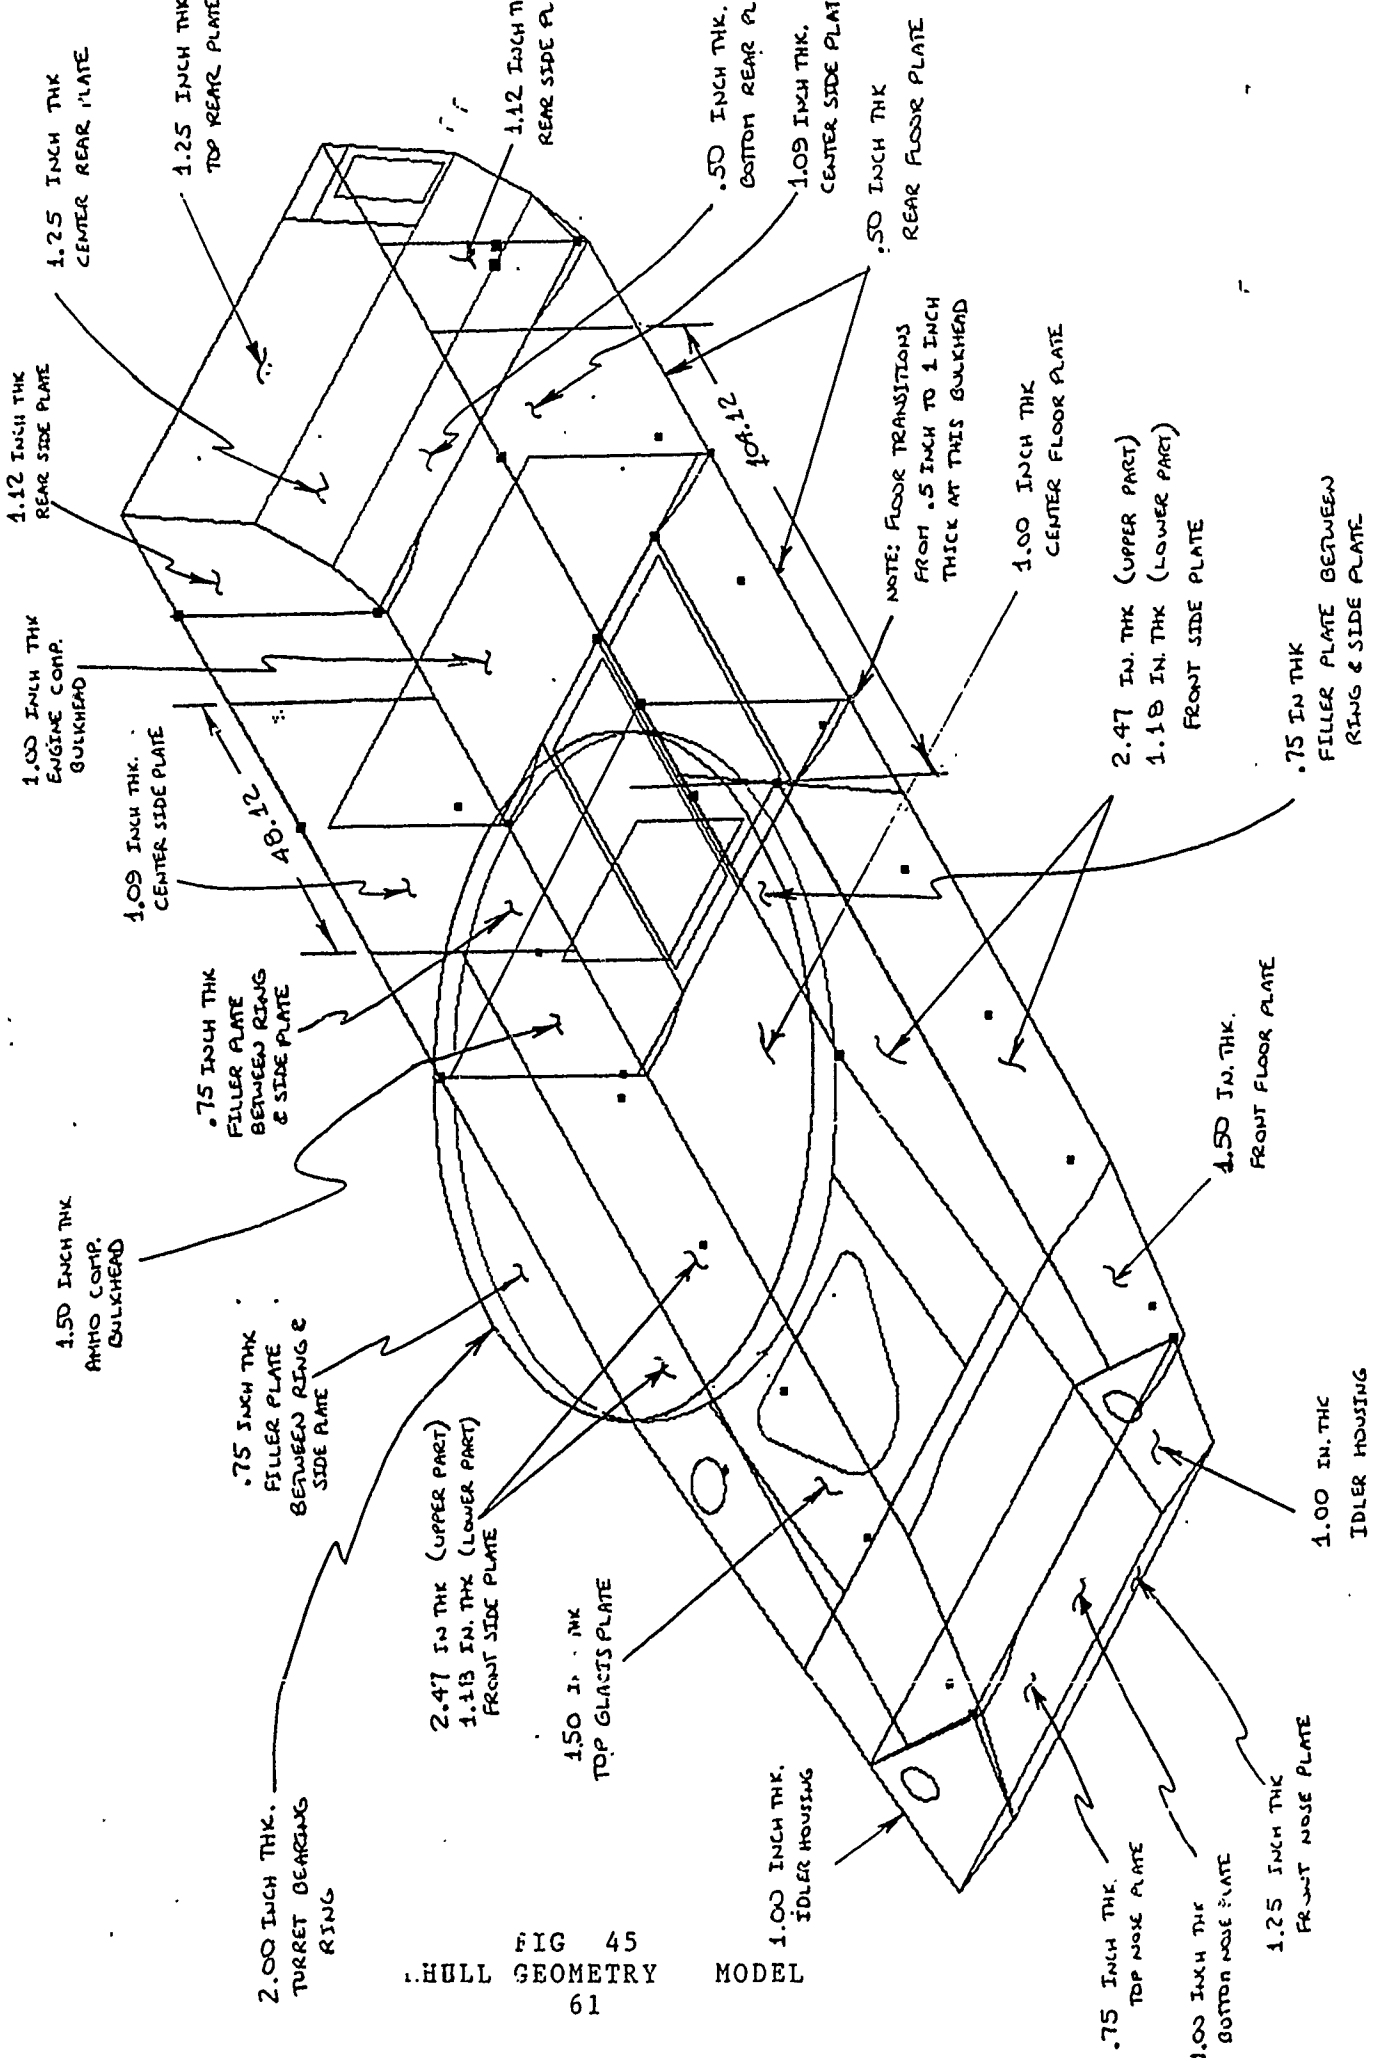 1.12 INCH THK
REAR SIDE PLATE
1.25 INCH THK
CENTER REAR PLATE
1.25 INCH THK
TOP REAR PLATE
1.12 INCH
REAR SIDE PL
.50 INCH THK.
BOTTOM REAR PL
1.09 INCH THK.
CENTER SIDE PLAT
.50 INCH THK
REAR FLOOR PLATE
1.00 INCH THK
ENGINE COMP.
BULKHEAD
1.09 INCH THK.
CENTER SIDE PLATE
48.12
104.12
NOTE: FLOOR TRANSITIONS
FROM .5 INCH TO 1 INCH
THICK AT THIS BULKHEAD
1.00 INCH THK
CENTER FLOOR PLATE
2.47 IN. THK (UPPER PART)
1.18 IN. THK (LOWER PART)
FRONT SIDE PLATE
.75 IN THK
FILLER PLATE BETWEEN
RING & SIDE PLATE
.75 INCH THK
FILLER PLATE
BETWEEN RING
& SIDE PLATE
1.50 INCH THK
AMMO COMP.
BULKHEAD
.75 INCH THK
FILLER PLATE
BETWEEN RING &
SIDE PLATE
2.47 IN THK (UPPER PART)
1.18 IN. THK (LOWER PART)
FRONT SIDE PLATE
1.50 IN. THK.
FRONT FLOOR PLATE
1.50 THK
TOP GLACIS PLATE
2.00 INCH THK.
TURRET BEARING
RING
1.00 INCH THK.
IDLER HOUSING
1.00 IN. THC
IDLER HOUSING
.75 INCH THK.
TOP NOSE PLATE
1.00 INCH THK
BOTTOM NOSE PLATE
1.25 INCH THK
FRONT NOSE PLATE
FIG 45
HULL GEOMETRY MODEL
61